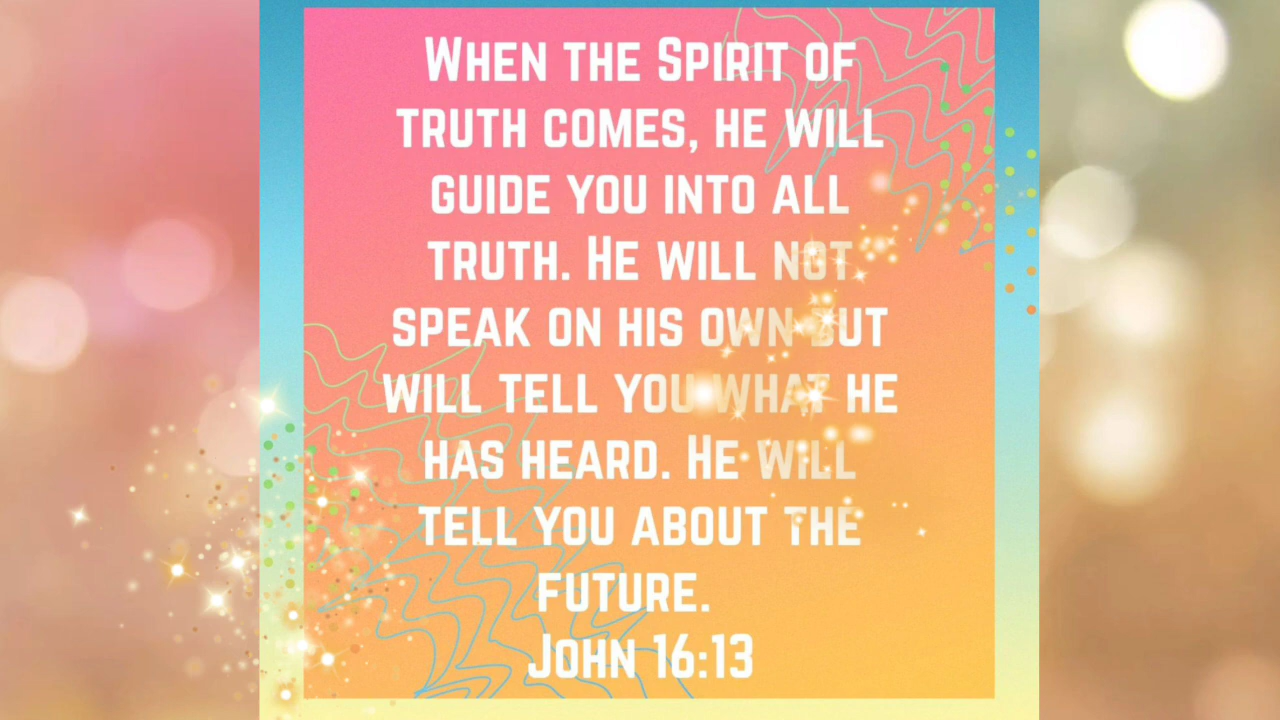 When the Spirit of
truth comes, he will
guide you into all
truth. He will not
speak on his own but
will tell you what he
has heard. He will
tell you about the
future.
John 16:13